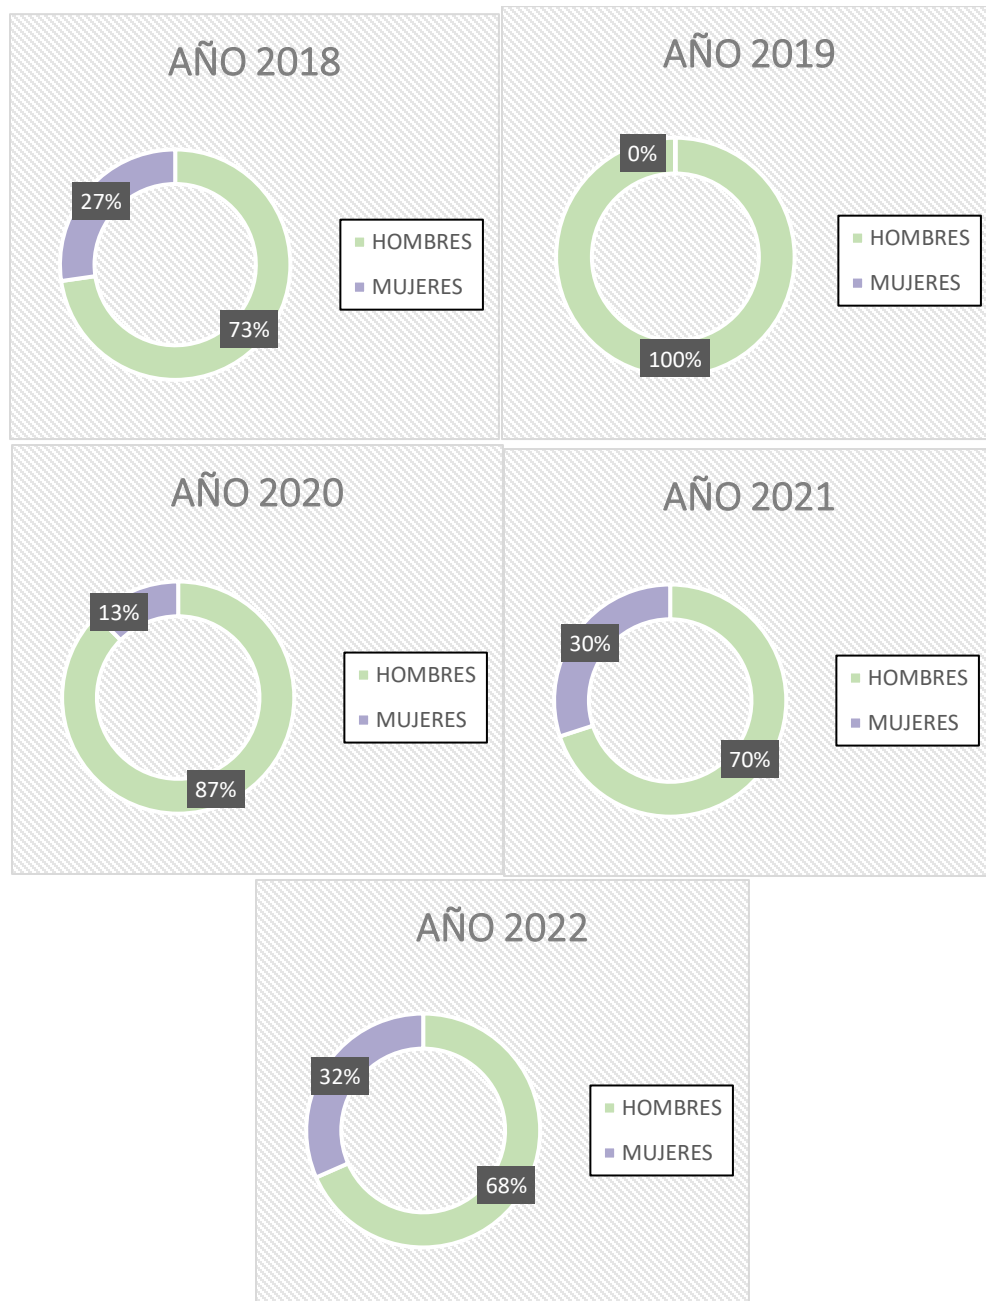 AÑO 2018
27%
73%
HOMBRES
MUJERES
AÑO 2019
0%
100%
HOMBRES
MUJERES
AÑO 2020
13%
87%
HOMBRES
MUJERES
AÑO 2021
30%
70%
HOMBRES
MUJERES
AÑO 2022
32%
68%
HOMBRES
MUJERES